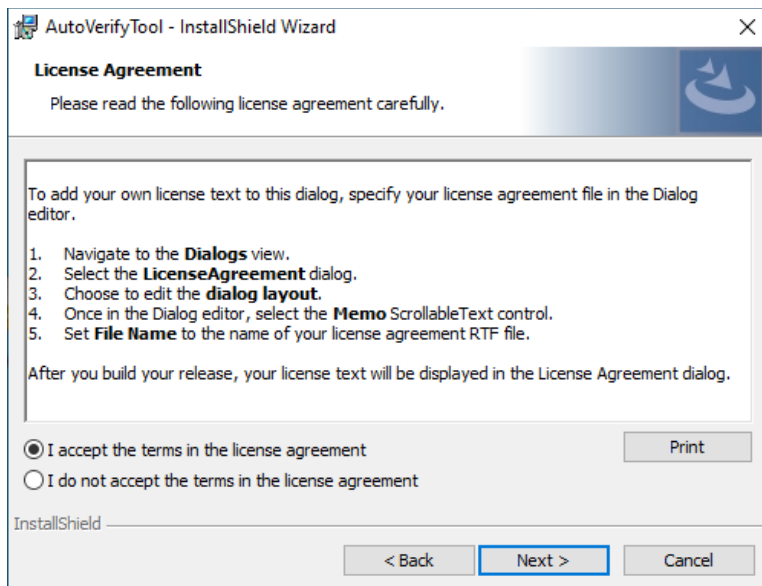 AutoVerifyTool - InstallShield Wizard
License Agreement
Please read the following license agreement carefully.
To add your own license text to this dialog, specify your license agreement file in the Dialog
editor.
1. Navigate to the Dialogs view.
2. Select the LicenseAgreement dialog.
3. Choose to edit the dialog layout.
4. Once in the Dialog editor, select the Memo ScrollableText control.
5. Set File Name to the name of your license agreement RTF file.
After you build your release, your license text will be displayed in the License Agreement dialog.
I accept the terms in the license agreement
Print
I do not accept the terms in the license agreement
InstallShield
< Back
Next >
Cancel